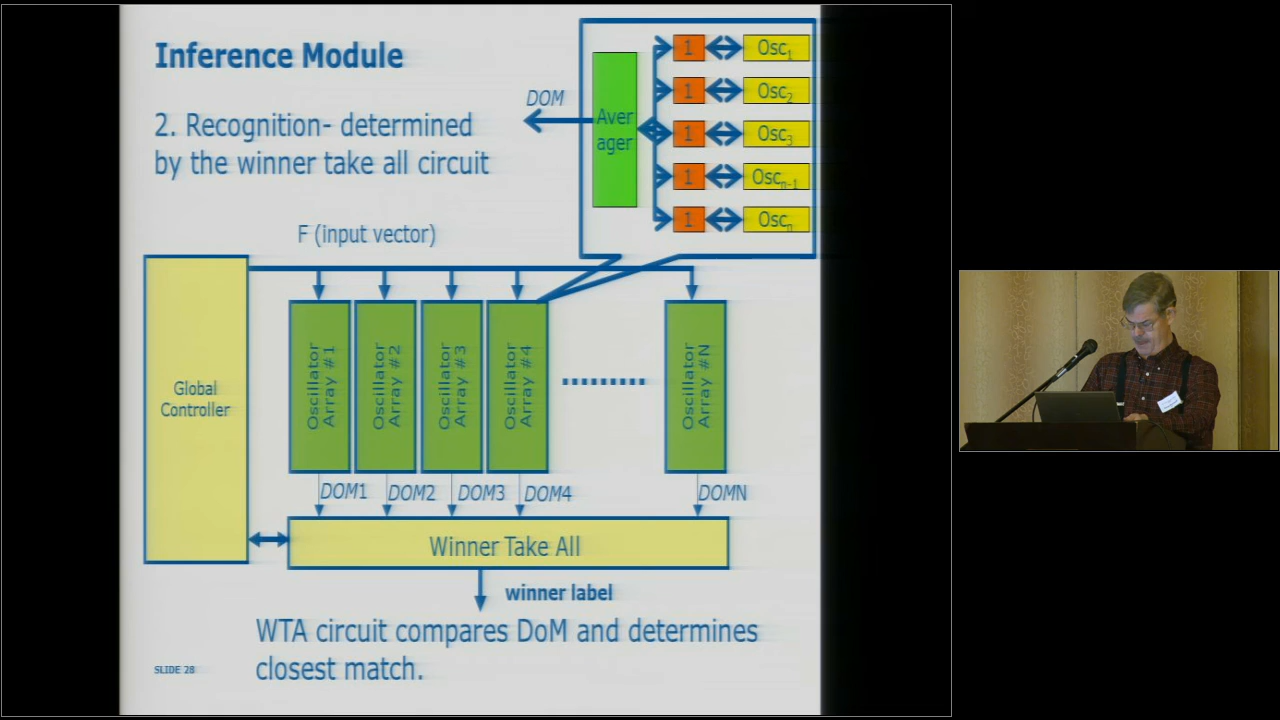 Inference Module
2. Recognition- determined
by the winner take all circuit
DOM
Aver
ager
1
Osc1
1
Osc2
1
Osc3
1
Oscn-1
1
Oscn
F (input vector)
Global
Controller
Oscillator
Array #1
Oscillator
Array #2
Oscillator
Array #3
Oscillator
Array #4
Oscillator
Array #N
DOM1
DOM2
DOM3
DOM4
DOMN
Winner Take All
winner label
WTA circuit compares DoM and determines
closest match.
SLIDE 28